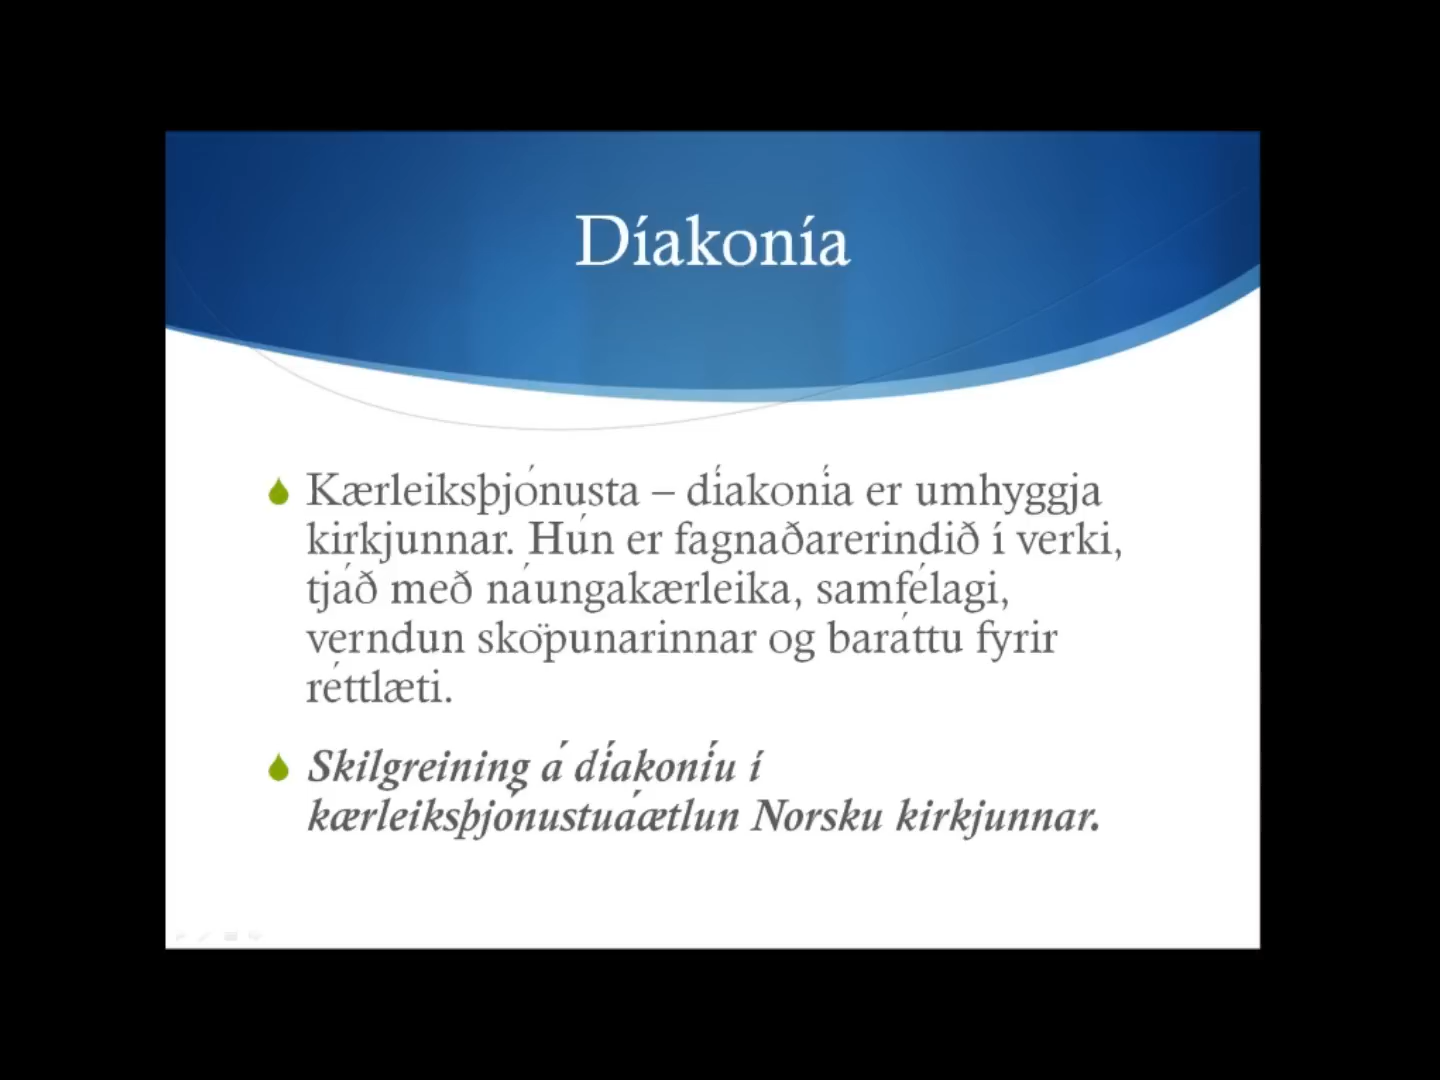 Díakonía
Kærleiksþjónusta – díakonía er umhyggja
kirkjunnar. Hún er fagnaðarerindið í verki,
tjáð með náungakærleika, samfélagi,
verndun sköpunarinnar og baráttu fyrir
réttlæti.
Skilgreining á díakoníu í
kærleiksþjónustuáætlun Norsku kirkjunnar.